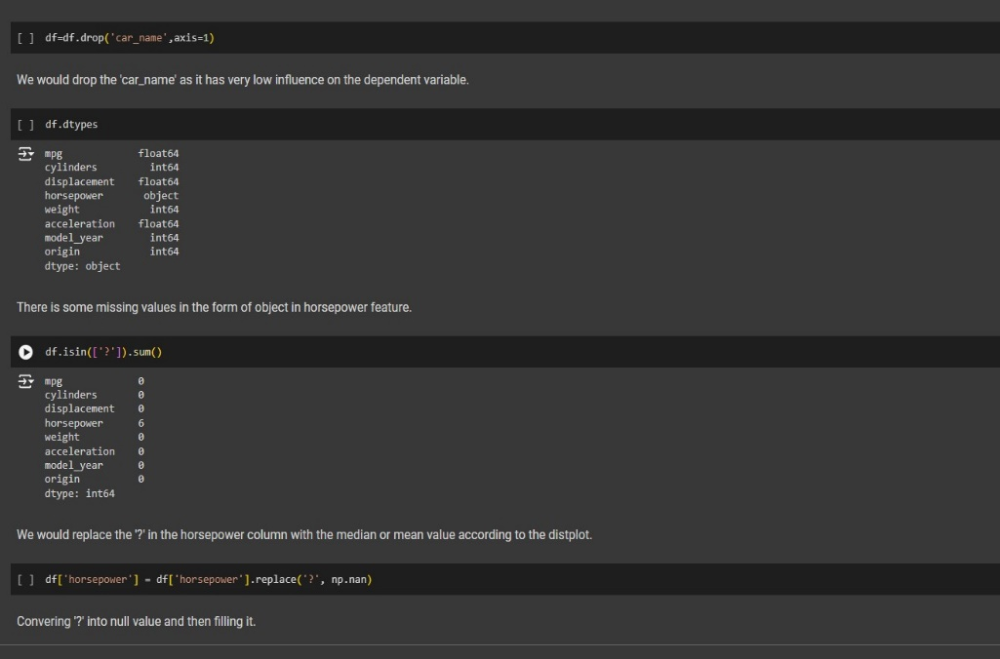 [ ] df=df.drop('car_name',axis=1)
We would drop the 'car_name' as it has very low influence on the dependent variable.
[ ] df.dtypes
mpg float64
cylinders int64
displacement float64
horsepower object
weight int64
acceleration float64
model_year int64
origin int64
dtype: object
There is some missing values in the form of object in horsepower feature.
df.isin(['?']).sum()
mpg 0
cylinders 0
displacement 0
horsepower 6
weight 0
acceleration 0
model_year 0
origin 0
dtype: int64
We would replace the '?' in the horsepower column with the median or mean value according to the distplot.
[ ] df['horsepower'] = df['horsepower'].replace('?', np.nan)
Convering '?' into null value and then filling it.